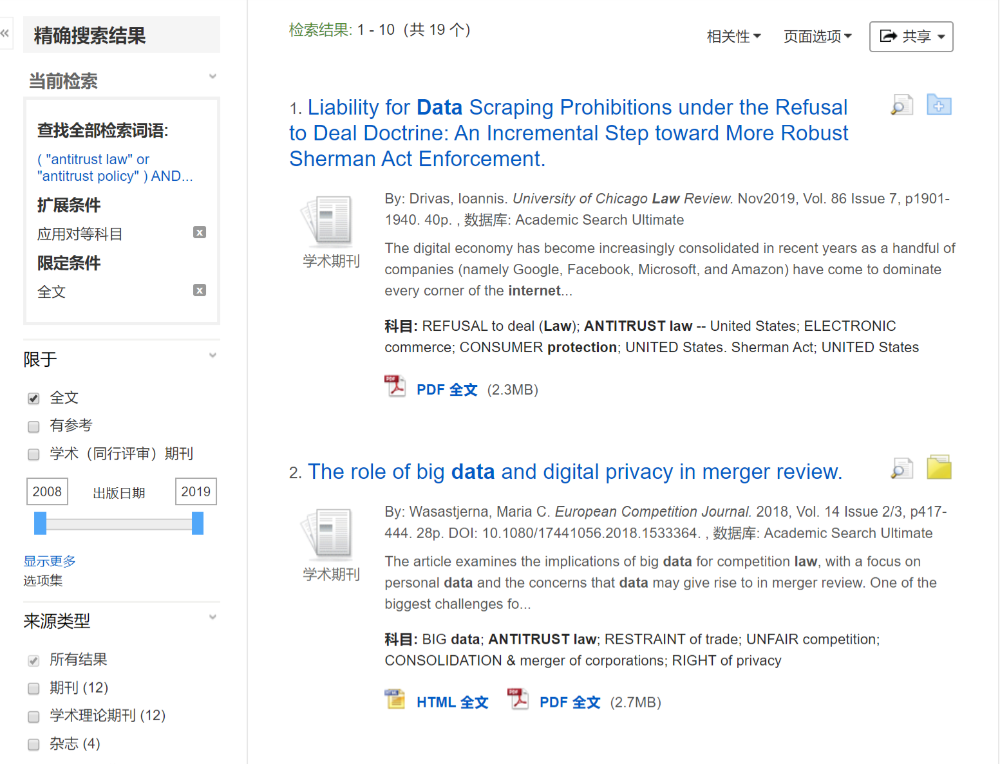 精确搜索结果
当前检索
查找全部检索词语:
( "antitrust law" or
"antitrust policy" ) AND...
扩展条件
应用对等科目
限定条件
全文
限于
全文
有参考
学术（同行评审）期刊
2008 出版日期 2019
显示更多
选项集
来源类型
所有结果
期刊 (12)
学术理论期刊 (12)
杂志 (4)
检索结果: 1 - 10（共 19 个）
相关性 页面选项 共享
1. Liability for Data Scraping Prohibitions under the Refusal
to Deal Doctrine: An Incremental Step toward More Robust
Sherman Act Enforcement.
学术期刊
By: Drivas, Ioannis. University of Chicago Law Review. Nov2019, Vol. 86 Issue 7, p1901-
1940. 40p. , 数据库: Academic Search Ultimate
The digital economy has become increasingly consolidated in recent years as a handful of
companies (namely Google, Facebook, Microsoft, and Amazon) have come to dominate
every corner of the internet...
科目: REFUSAL to deal (Law); ANTITRUST law -- United States; ELECTRONIC
commerce; CONSUMER protection; UNITED States. Sherman Act; UNITED States
PDF 全文 (2.3MB)
2. The role of big data and digital privacy in merger review.
学术期刊
By: Wasastjerna, Maria C. European Competition Journal. 2018, Vol. 14 Issue 2/3, p417-
444. 28p. DOI: 10.1080/17441056.2018.1533364. , 数据库: Academic Search Ultimate
The article examines the implications of big data for competition law, with a focus on
personal data and the concerns that data may give rise to in merger review. One of the
biggest challenges fo...
科目: BIG data; ANTITRUST law; RESTRAINT of trade; UNFAIR competition;
CONSOLIDATION & merger of corporations; RIGHT of privacy
HTML 全文 PDF 全文 (2.7MB)